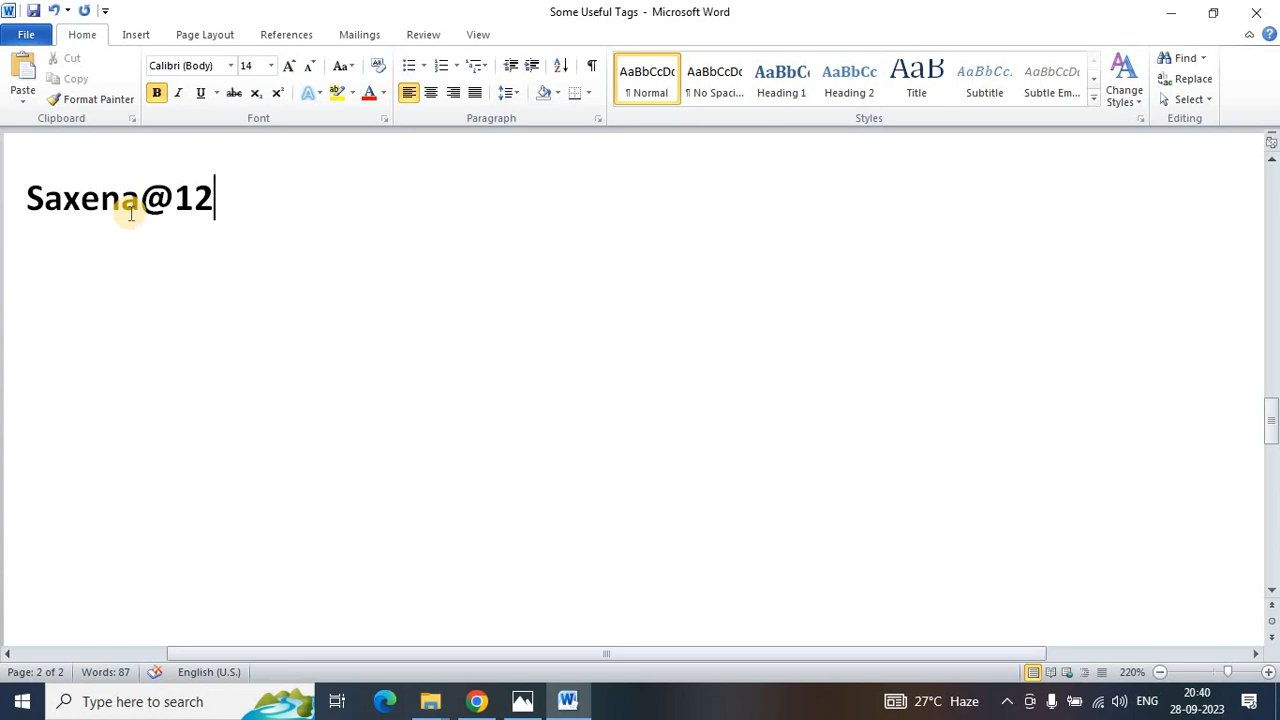 Some Useful Tags - Microsoft Word
File Home Insert Page Layout References Mailings Review View
Paste
Cut
Copy
Format Painter
Clipboard
Calibri (Body) 14
Font
Paragraph
AaBbCcDc AaBbCcDc AaBbCc AaBbCc AaB AaBbCc. AaBbCcDc
¶ Normal ¶ No Spaci... Heading 1 Heading 2 Title Subtitle Subtle Em...
Change Styles
Styles
Find
Replace
Select
Editing
Saxena@12
Page: 2 of 2 Words: 87 English (U.S.) 220%
Type here to search
27°C Haze ENG 20:40
28-09-2023